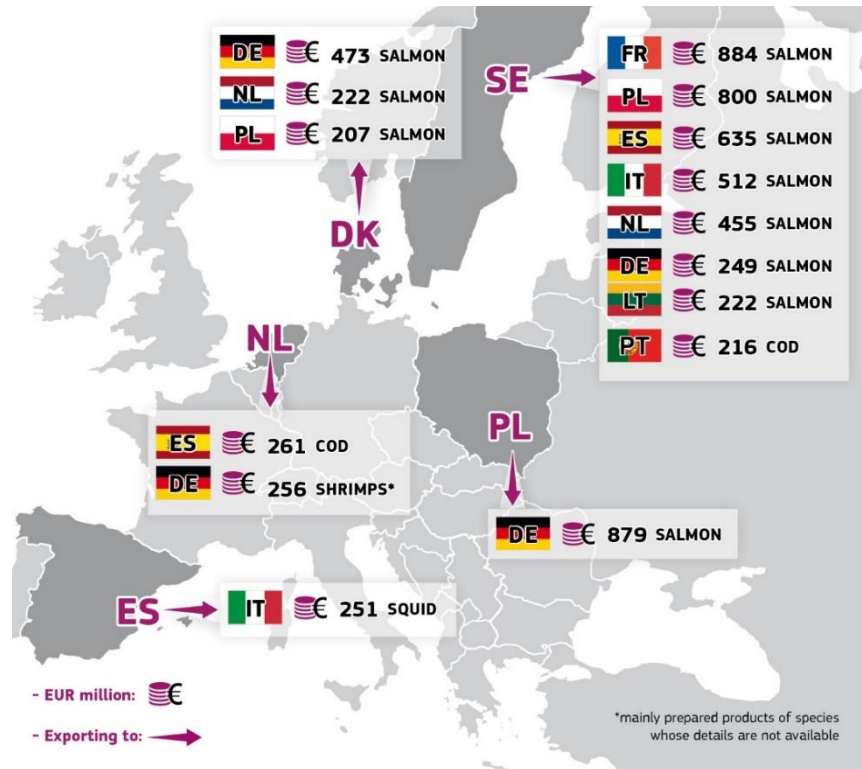 DE € 473 SALMON
NL € 222 SALMON
PL € 207 SALMON
DK
SE
FR € 884 SALMON
PL € 800 SALMON
ES € 635 SALMON
IT € 512 SALMON
NL € 455 SALMON
DE € 249 SALMON
LT € 222 SALMON
PT € 216 COD
NL
ES € 261 COD
DE € 256 SHRIMPS*
PL
DE € 879 SALMON
ES
IT € 251 SQUID
- EUR million: €
- Exporting to:
*mainly prepared products of species
whose details are not available